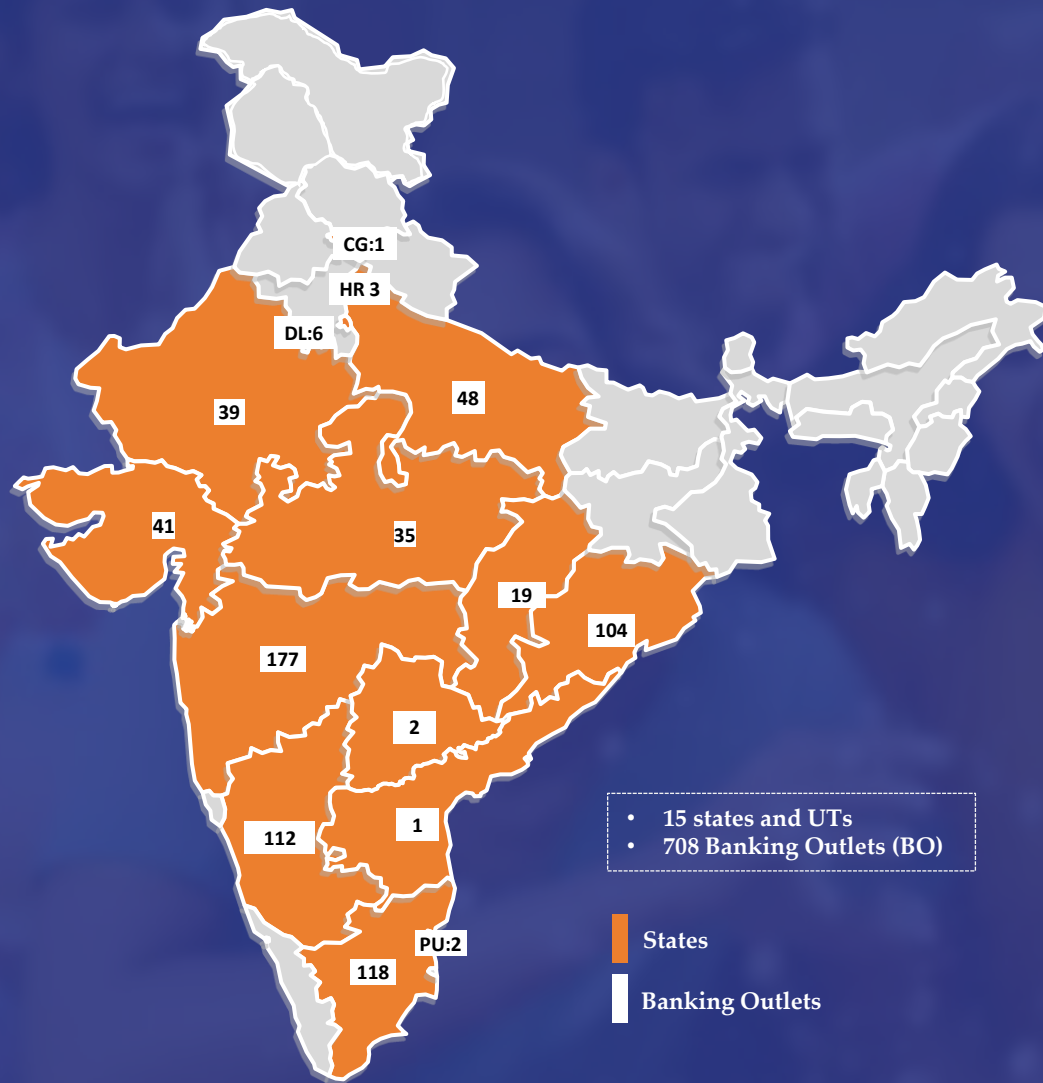 CG:1
HR 3
DL:6
48
39
41
35
19
104
177
2
1
112
• 15 states and UTs
• 708 Banking Outlets (BO)
PU:2
118
States
Banking Outlets